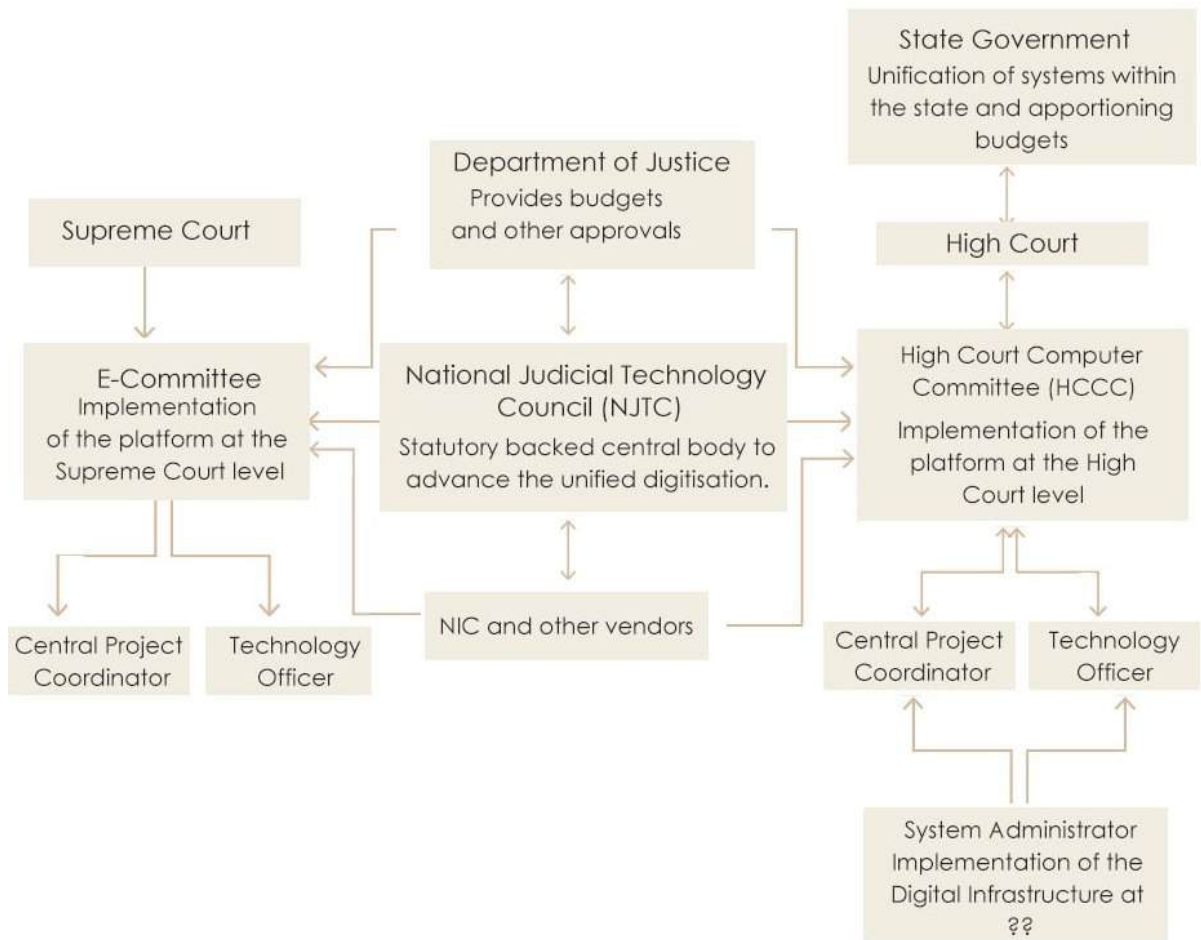 State Government
Unification of systems within
the state and apportioning
budgets
Department of Justice
Provides budgets
and other approvals
Supreme Court
High Court
E-Committee
Implementation
of the platform at the
Supreme Court level
National Judicial Technology
Council (NJTC)
Statutory backed central body to
advance the unified digitisation.
High Court Computer
Committee (HCCC)
Implementation of the
platform at the High
Court level
NIC and other vendors
Central Project
Coordinator
Technology
Officer
Central Project
Coordinator
Technology
Officer
System Administrator
Implementation of the
Digital Infrastructure at
??